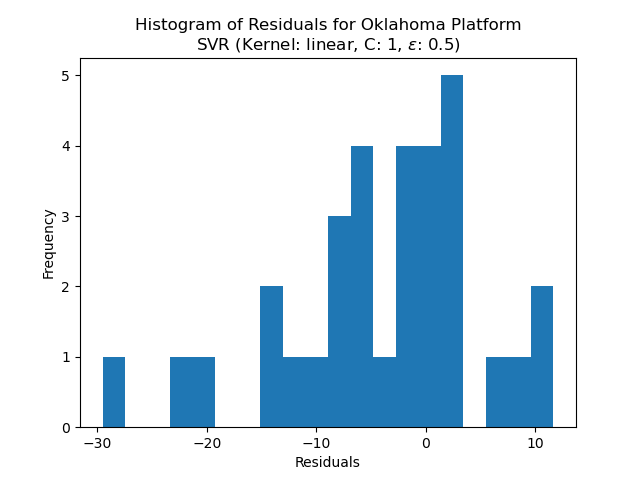 Histogram of Residuals for Oklahoma Platform
SVR (Kernel: linear, C: 1, ε: 0.5)
5
4
3
2
1
0
Frequency
−30
−20
−10
0
10
Residuals